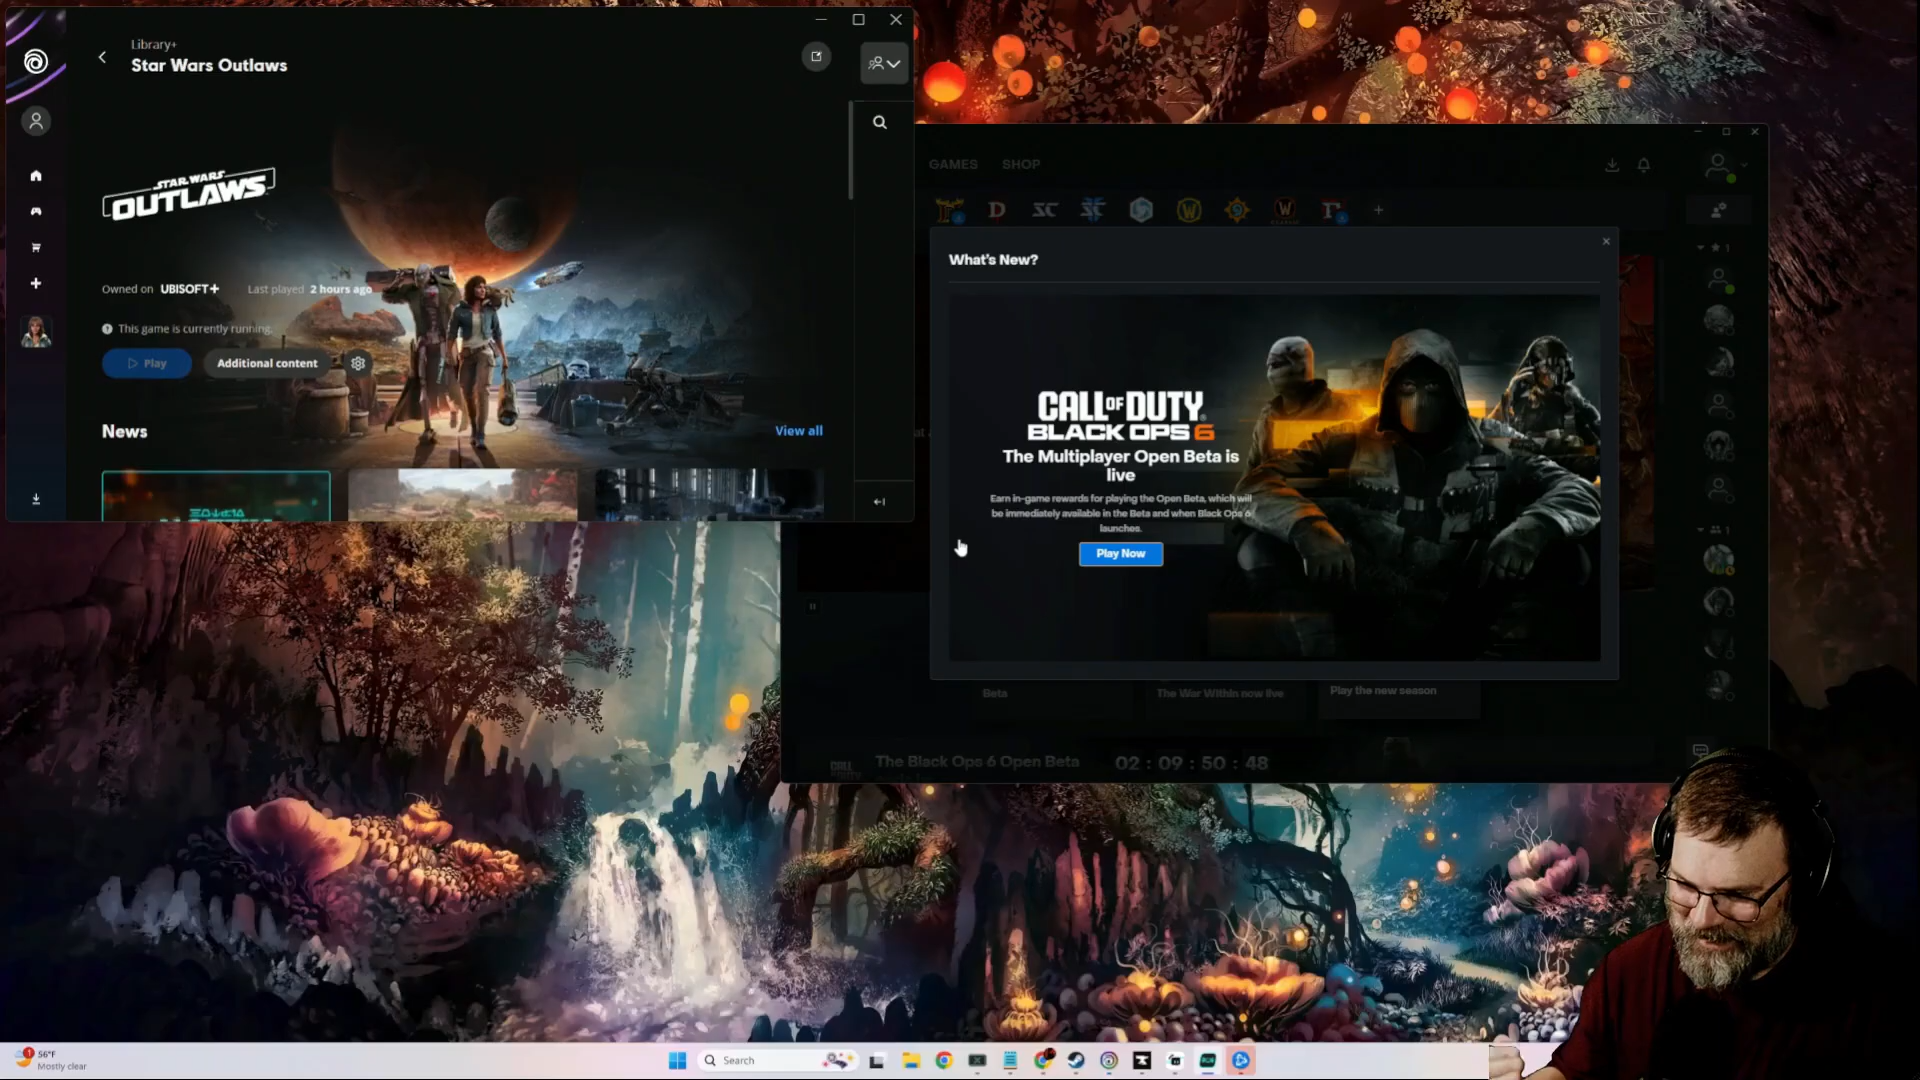 Library+
Star Wars Outlaws
STAR WARS
OUTLAWS
Owned on UBISOFT+
Last played 2 hours ago
This game is currently running.
Play
Additional content
News
View all
GAMES
SHOP
What's New?
CALL OF DUTY
BLACK OPS 6
The Multiplayer Open Beta is
live
Earn in-game rewards for playing the Open Beta, which will
be immediately available in the Beta and when Black Ops 6
launches.
Play Now
Beta
The War Within now live
Play the new season
The Black Ops 6 Open Beta
02 : 09 : 50 : 48
56°F
Mostly clear
Search